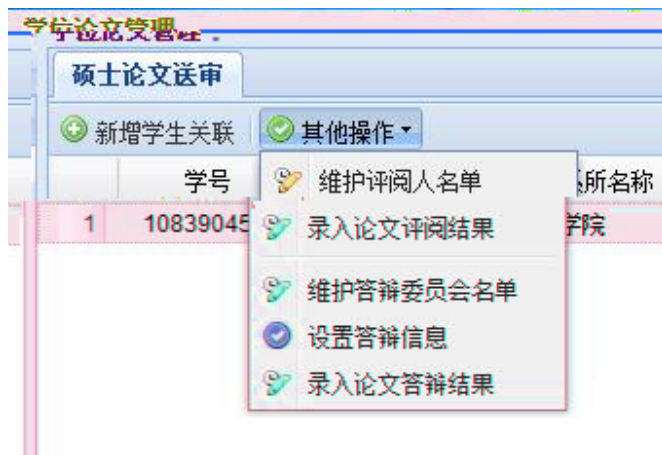 学位论文管理
硕士论文送审
新增学生关联 其他操作
学号 所名称
1 10839045 学院
维护评阅人名单
录入论文评阅结果
维护答辩委员会名单
设置答辩信息
录入论文答辩结果